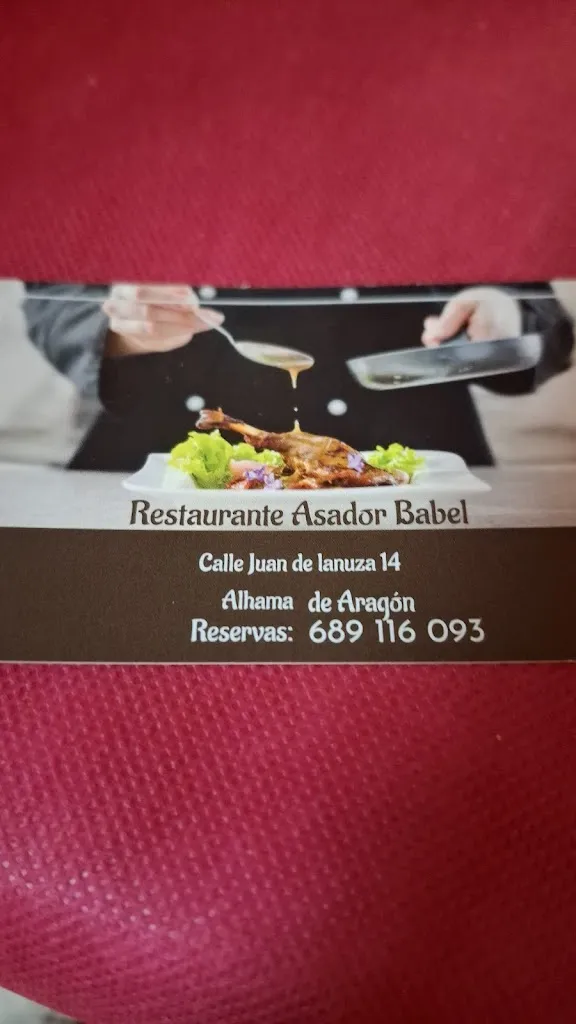 Restaurante Asador Babel
Calle Juan de lanuza 14
Alhama de Aragón
Reservas: 689 116 093